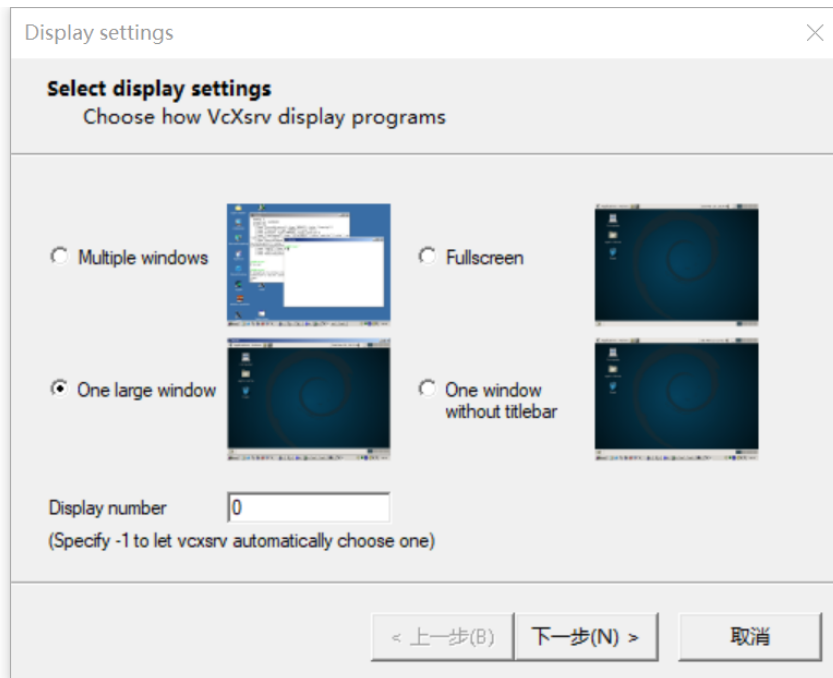 Display settings
Select display settings
Choose how VcXsrv display programs
Multiple windows
Fullscreen
One large window
One window
without titlebar
Display number
0
(Specify -1 to let vcxsrv automatically choose one)
< 上一步(B)
下一步(N) >
取消